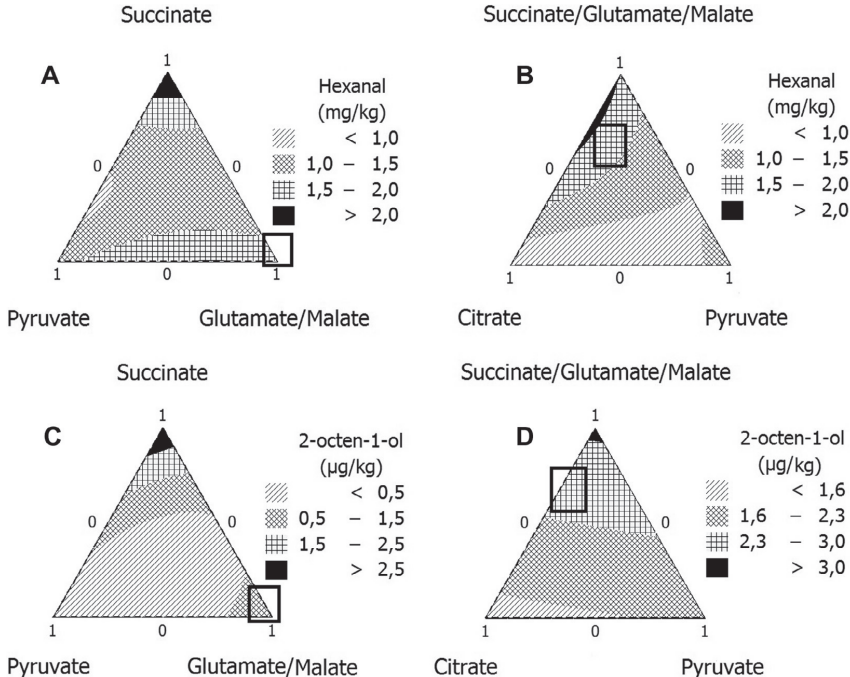 Succinate
Succinate/Glutamate/Malate
A
1
Hexanal
(mg/kg)
< 1,0
1,0 – 1,5
1,5 – 2,0
> 2,0
0
0
1
0
1
Pyruvate
Glutamate/Malate
B
1
Hexanal
(mg/kg)
< 1,0
1,0 – 1,5
1,5 – 2,0
> 2,0
0
0
1
0
1
Citrate
Pyruvate
Succinate
Succinate/Glutamate/Malate
C
1
2-octen-1-ol
(µg/kg)
< 0,5
0,5 – 1,5
1,5 – 2,5
> 2,5
0
0
1
0
1
Pyruvate
Glutamate/Malate
D
1
2-octen-1-ol
(µg/kg)
< 1,6
1,6 – 2,3
2,3 – 3,0
> 3,0
0
0
1
0
1
Citrate
Pyruvate